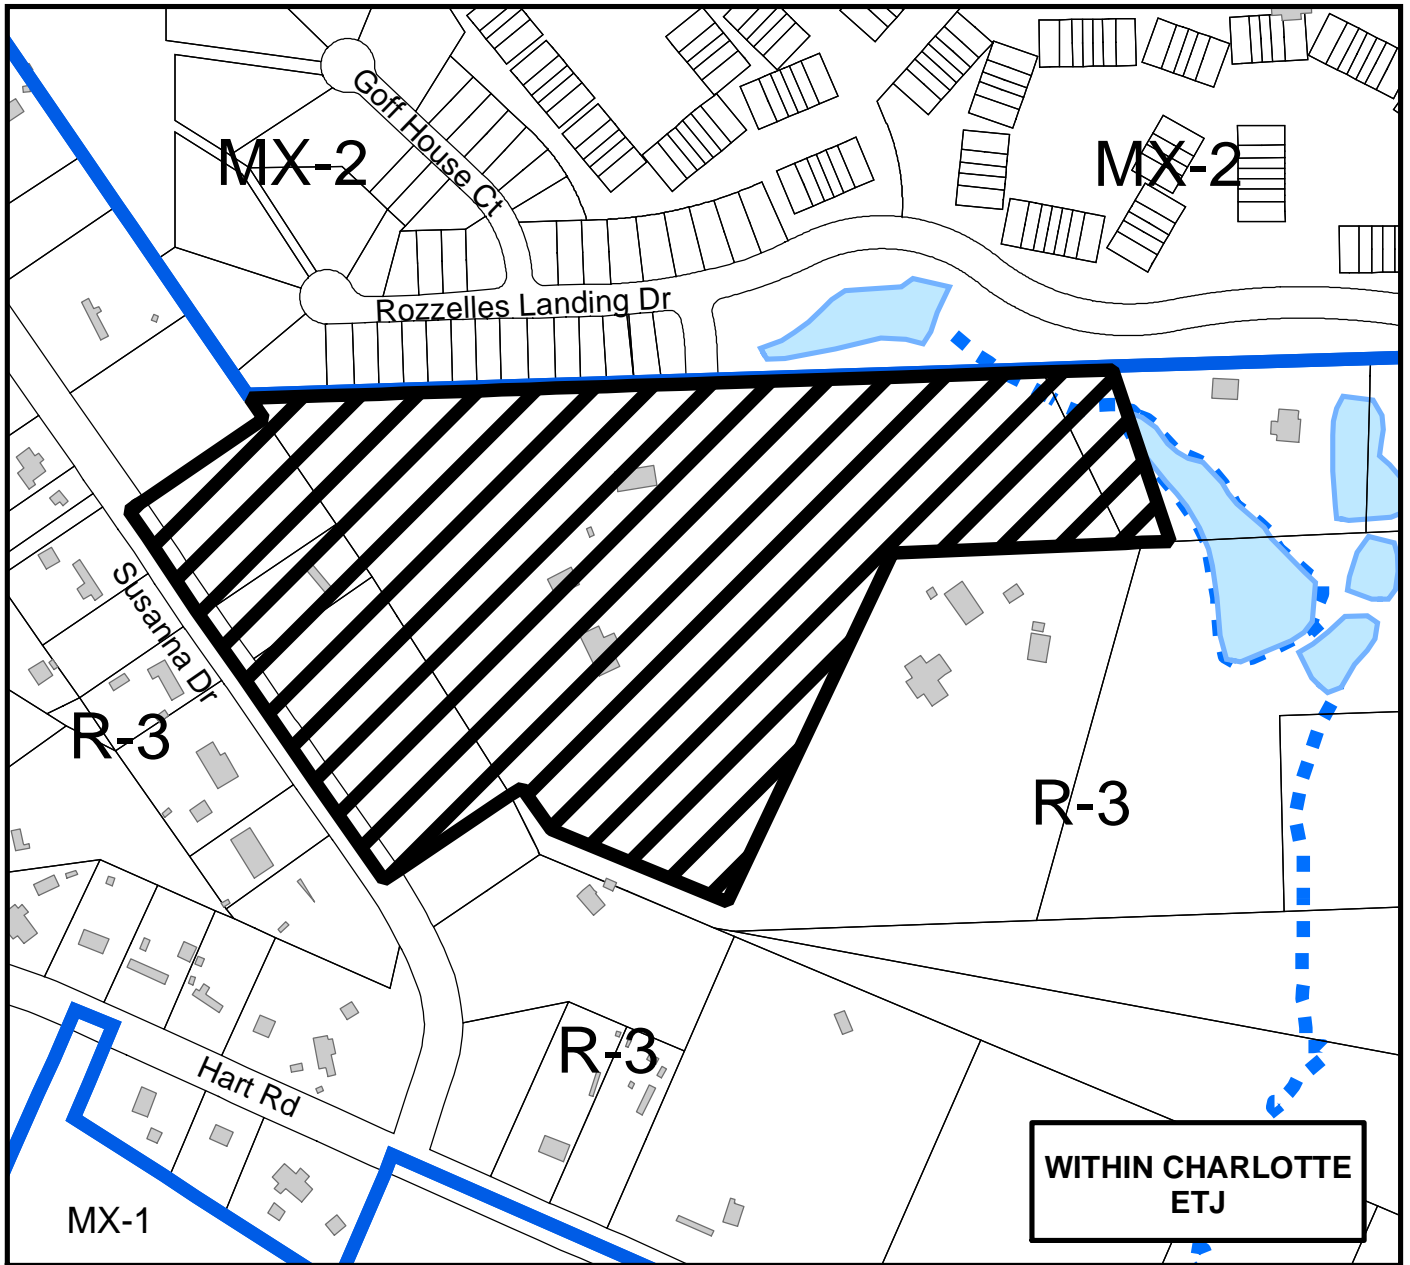 Goff House Ct
MX-2
MX-2
Rozzelles Landing Dr
Susanna Dr
R-3
R-3
R-3
Hart Rd
WITHIN CHARLOTTE
ETJ
MX-1